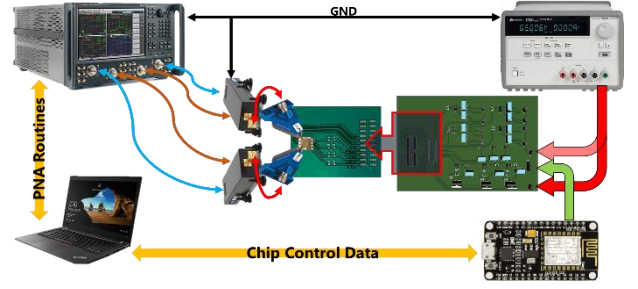 GND
PNA Routines
Chip Control Data